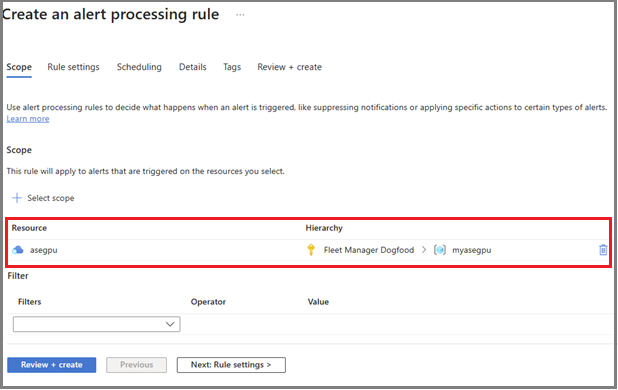 Create an alert processing rule ...
Scope Rule settings Scheduling Details Tags Review + create
Use alert processing rules to decide what happens when an alert is triggered, like suppressing notifications or applying specific actions to certain types of alerts.
Learn more
Scope
This rule will apply to alerts that are triggered on the resources you select.
Select scope
Resource Hierarchy
asegpu Fleet Manager Dogfood > myasegpu
Filter
Filters Operator Value
Review + create Previous Next: Rule settings >